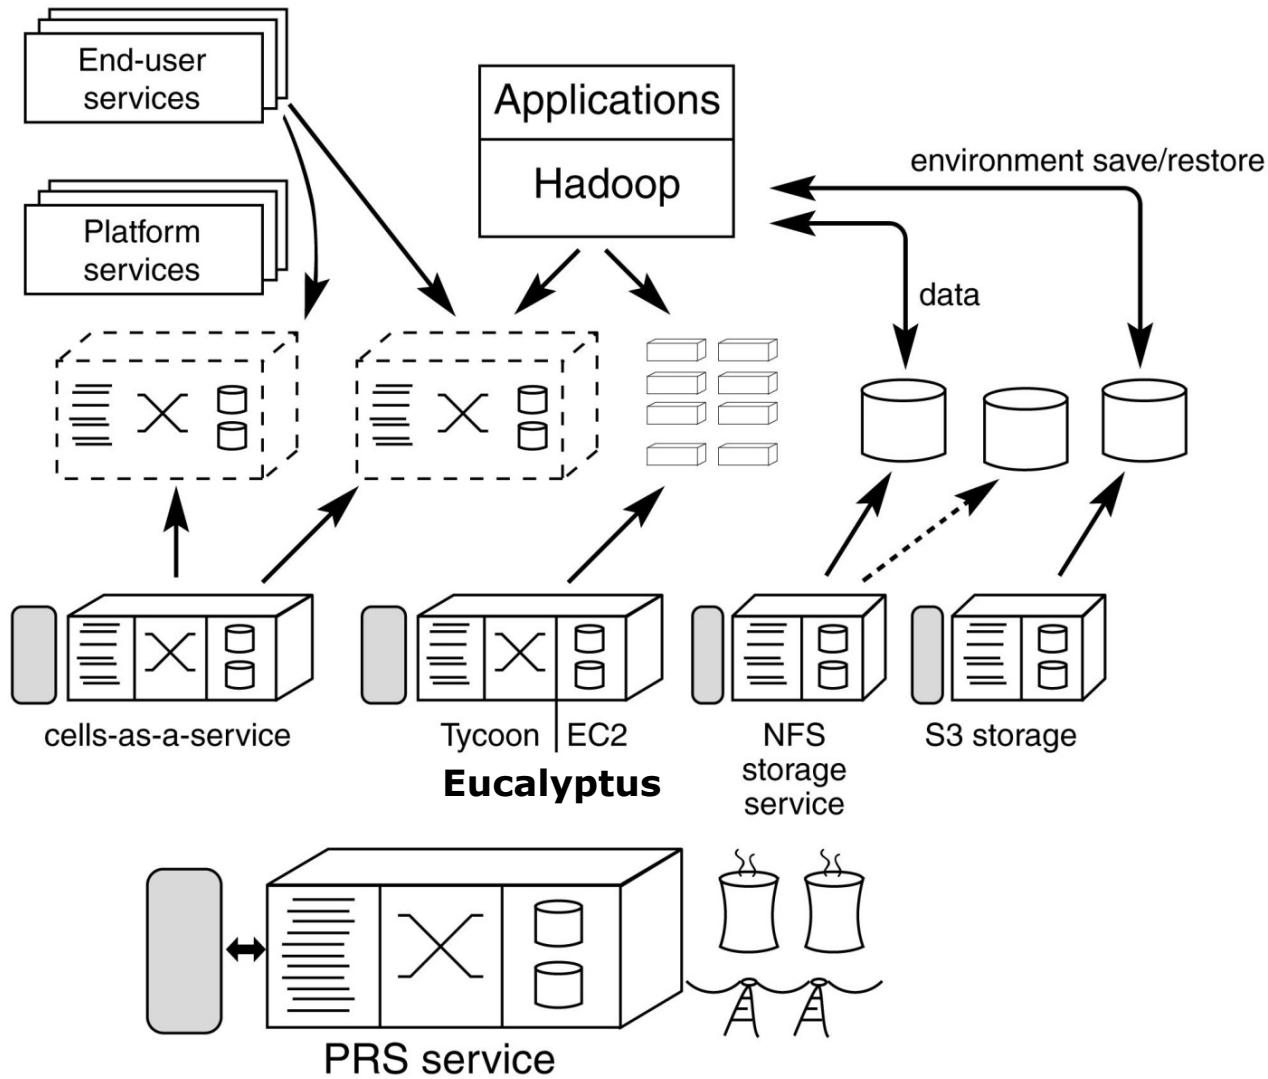 End-user
services
Applications
Hadoop
environment save/restore
Platform
services
data
cells-as-a-service
Tycoon EC2
Eucalyptus
NFS
storage
service
S3 storage
PRS service